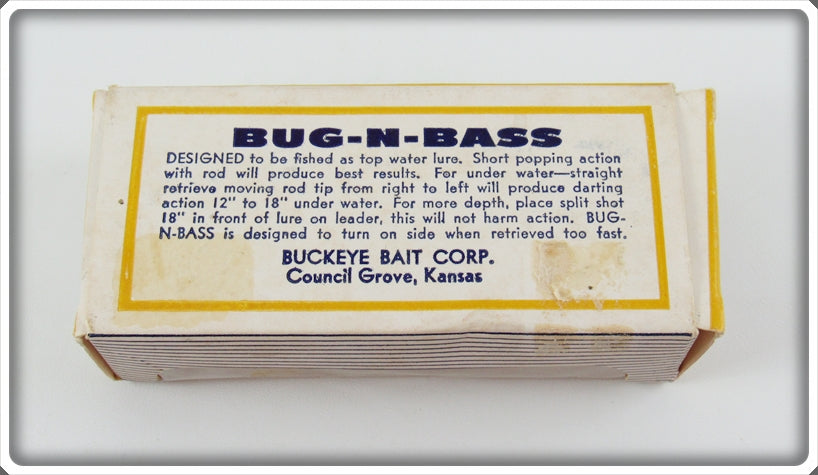 BUG-N-BASS
DESIGNED to be fished as top water lure. Short popping action
with rod will produce best results. For under water—straight
retrieve moving rod tip from right to left will produce darting
action 12" to 18" under water. For more depth, place split shot
18" in front of lure on leader, this will not harm action. BUG-
N-BASS is designed to turn on side when retrieved too fast.
BUCKEYE BAIT CORP.
Council Grove, Kansas